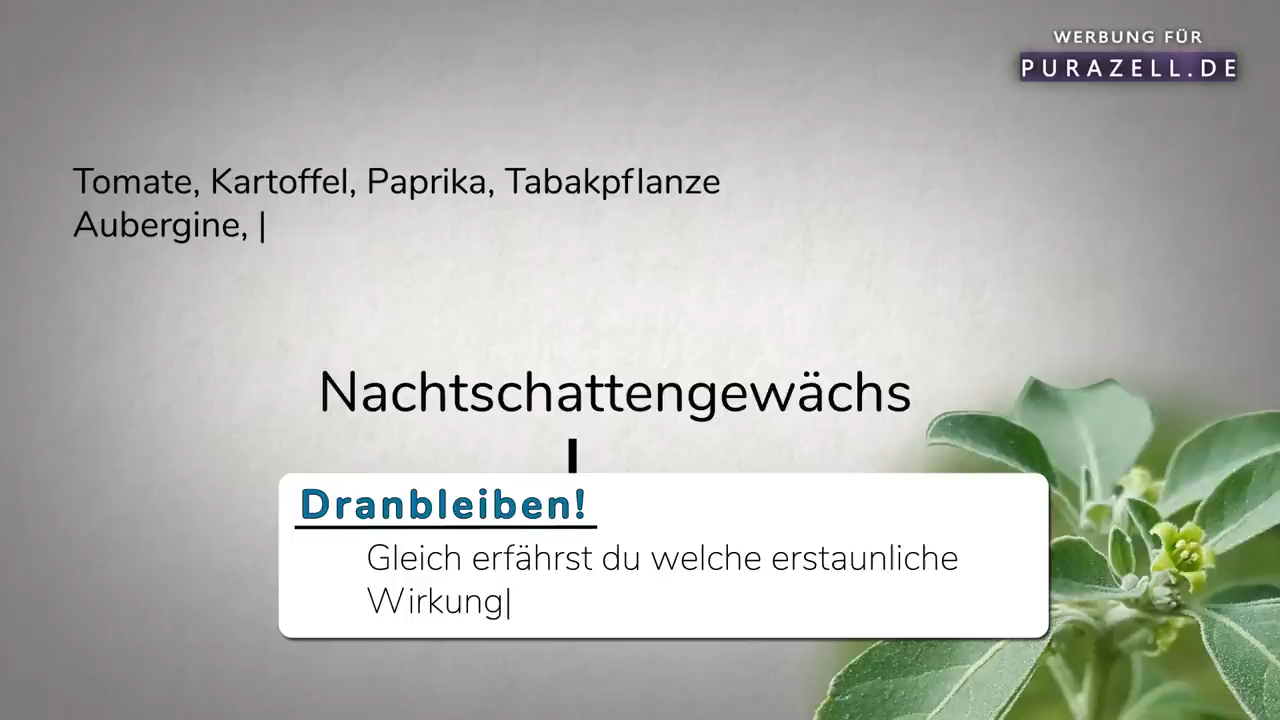 WERBUNG FÜR
PURAZELL.DE
Tomate, Kartoffel, Paprika, Tabakpflanze
Aubergine, |
Nachtschattengewächs
Dranbleiben!
Gleich erfährst du welche erstaunliche
Wirkung|